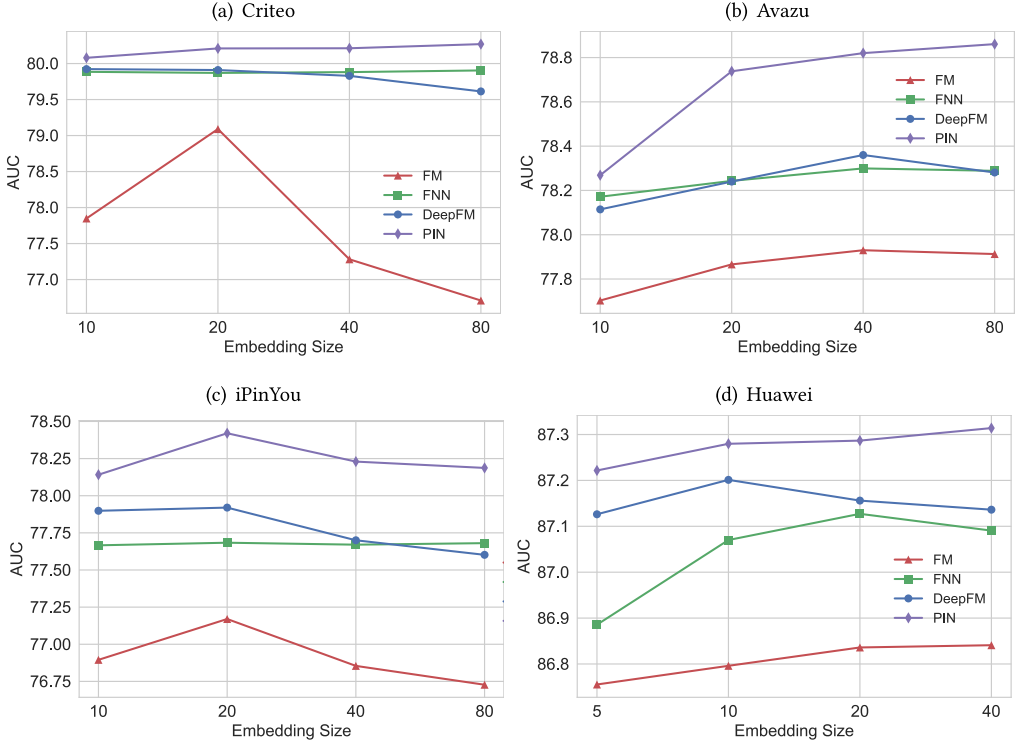 (a) Criteo
80.0
79.5
79.0
78.5
78.0
77.5
77.0
AUC
FM
FNN
DeepFM
PIN
10 20 40 80
Embedding Size
(b) Avazu
78.8
78.6
78.4
78.2
78.0
77.8
AUC
FM
FNN
DeepFM
PIN
10 20 40 80
Embedding Size
(c) iPinYou
78.50
78.25
78.00
77.75
77.50
77.25
77.00
76.75
AUC
10 20 40 80
Embedding Size
(d) Huawei
87.3
87.2
87.1
87.0
86.9
86.8
AUC
FM
FNN
DeepFM
PIN
5 10 20 40
Embedding Size